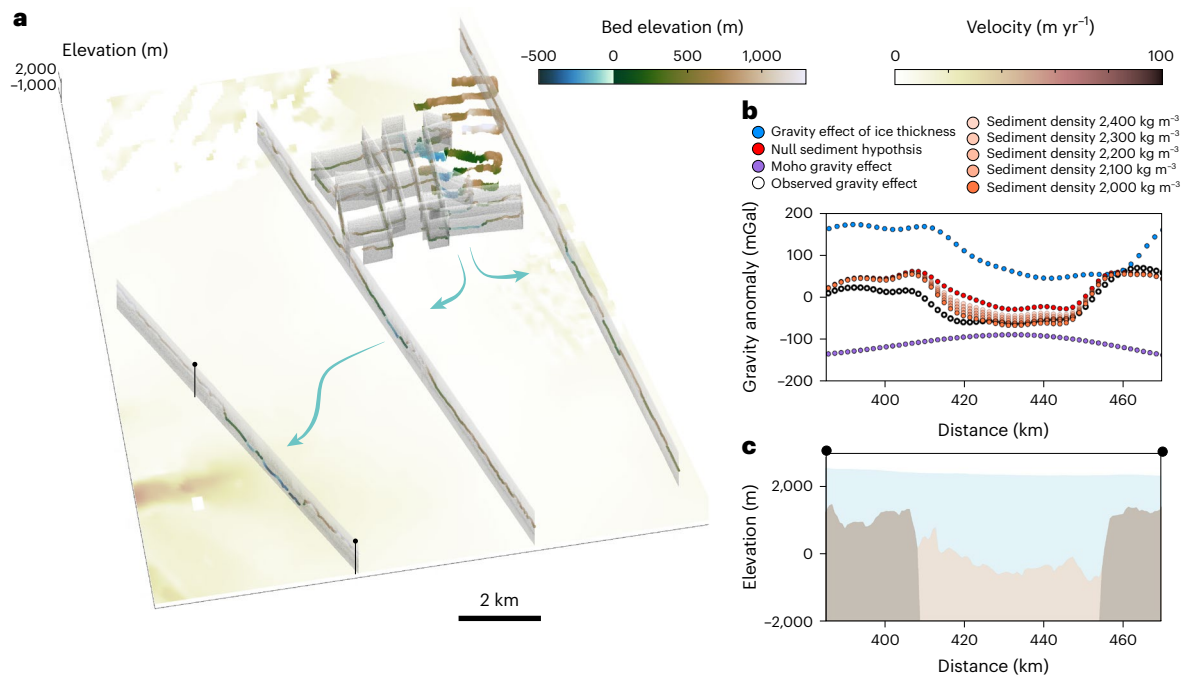 a
Elevation (m)
2,000
–1,000
Bed elevation (m)
–500 0 500 1,000
Velocity (m yr–1)
0 100
2 km
b
Gravity effect of ice thickness
Null sediment hypothsis
Moho gravity effect
Observed gravity effect
Sediment density 2,400 kg m–3
Sediment density 2,300 kg m–3
Sediment density 2,200 kg m–3
Sediment density 2,100 kg m–3
Sediment density 2,000 kg m–3
Gravity anomaly (mGal)
200
100
0
–100
–200
400 420 440 460
Distance (km)
c
Elevation (m)
2,000
0
–2,000
400 420 440 460
Distance (km)